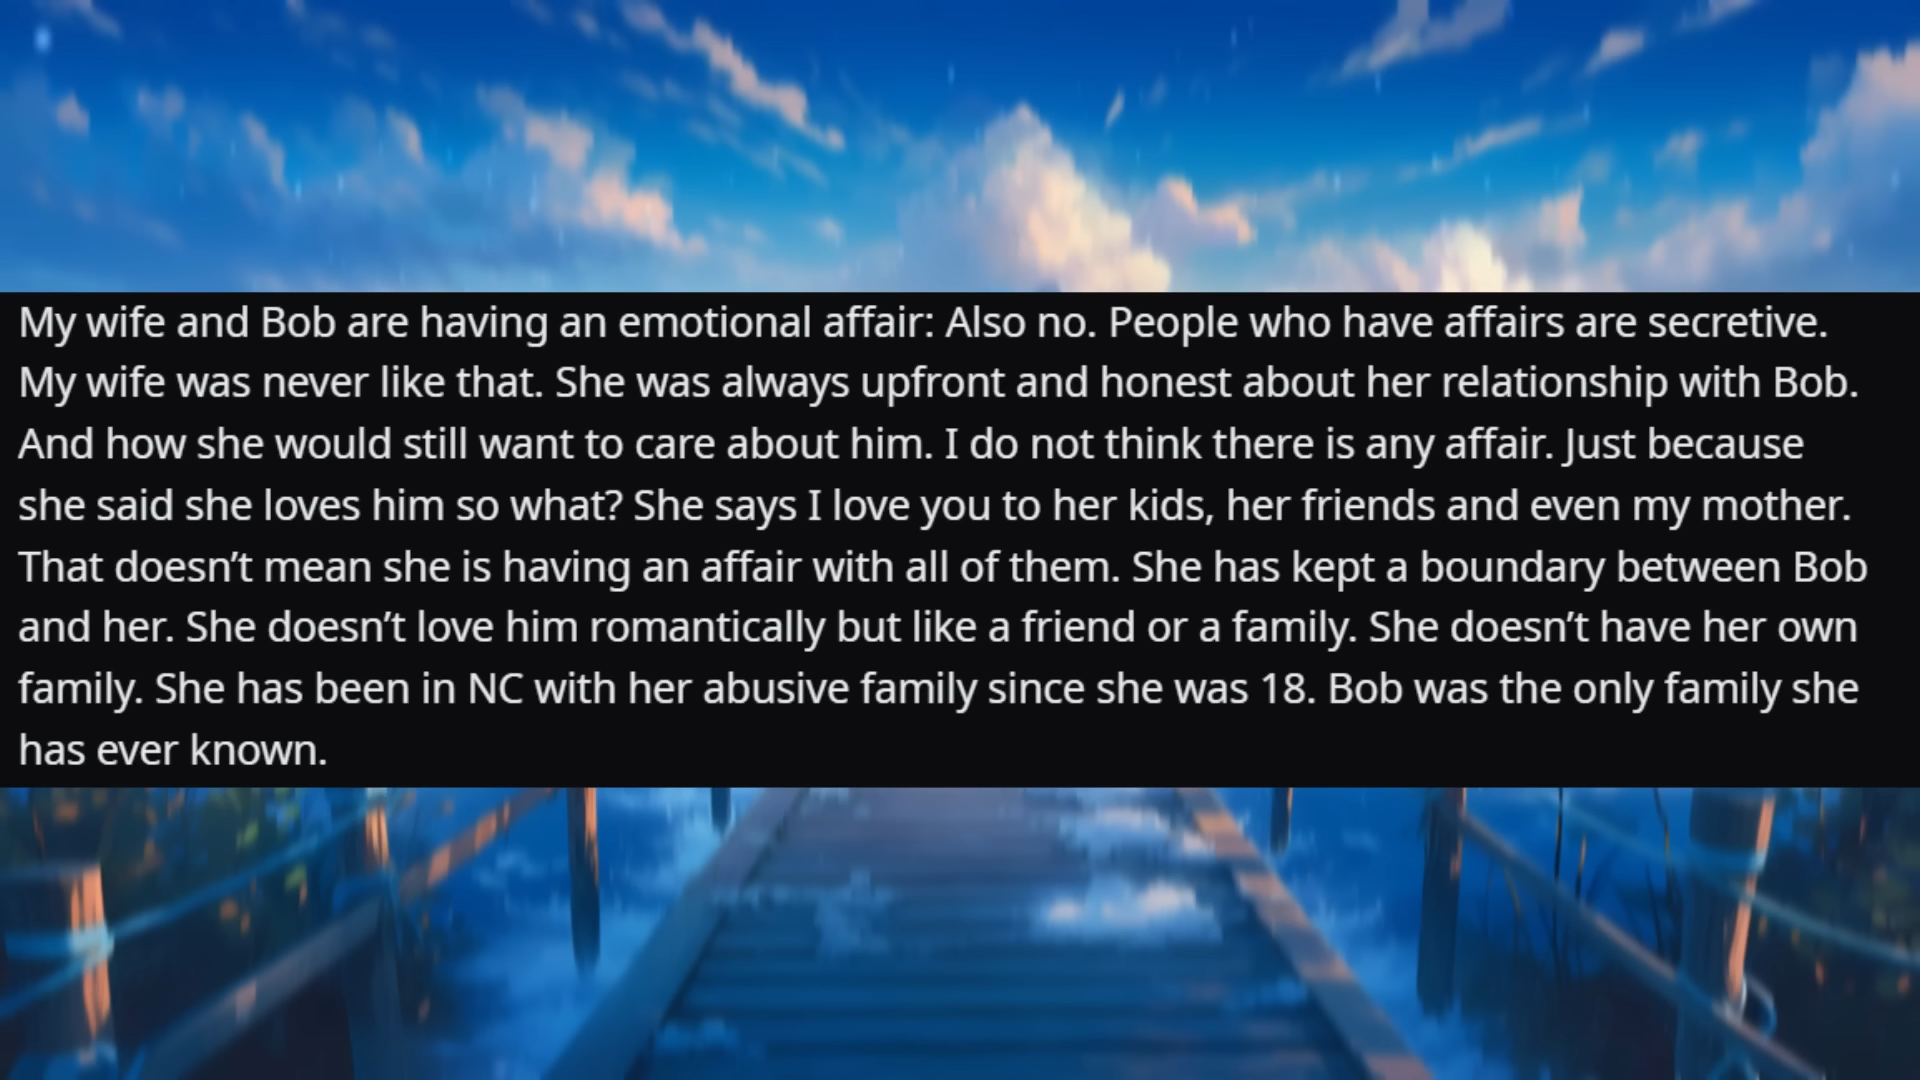 My wife and Bob are having an emotional affair: Also no. People who have affairs are secretive.
My wife was never like that. She was always upfront and honest about her relationship with Bob.
And how she would still want to care about him. I do not think there is any affair. Just because
she said she loves him so what? She says I love you to her kids, her friends and even my mother.
That doesn’t mean she is having an affair with all of them. She has kept a boundary between Bob
and her. She doesn’t love him romantically but like a friend or a family. She doesn’t have her own
family. She has been in NC with her abusive family since she was 18. Bob was the only family she
has ever known.